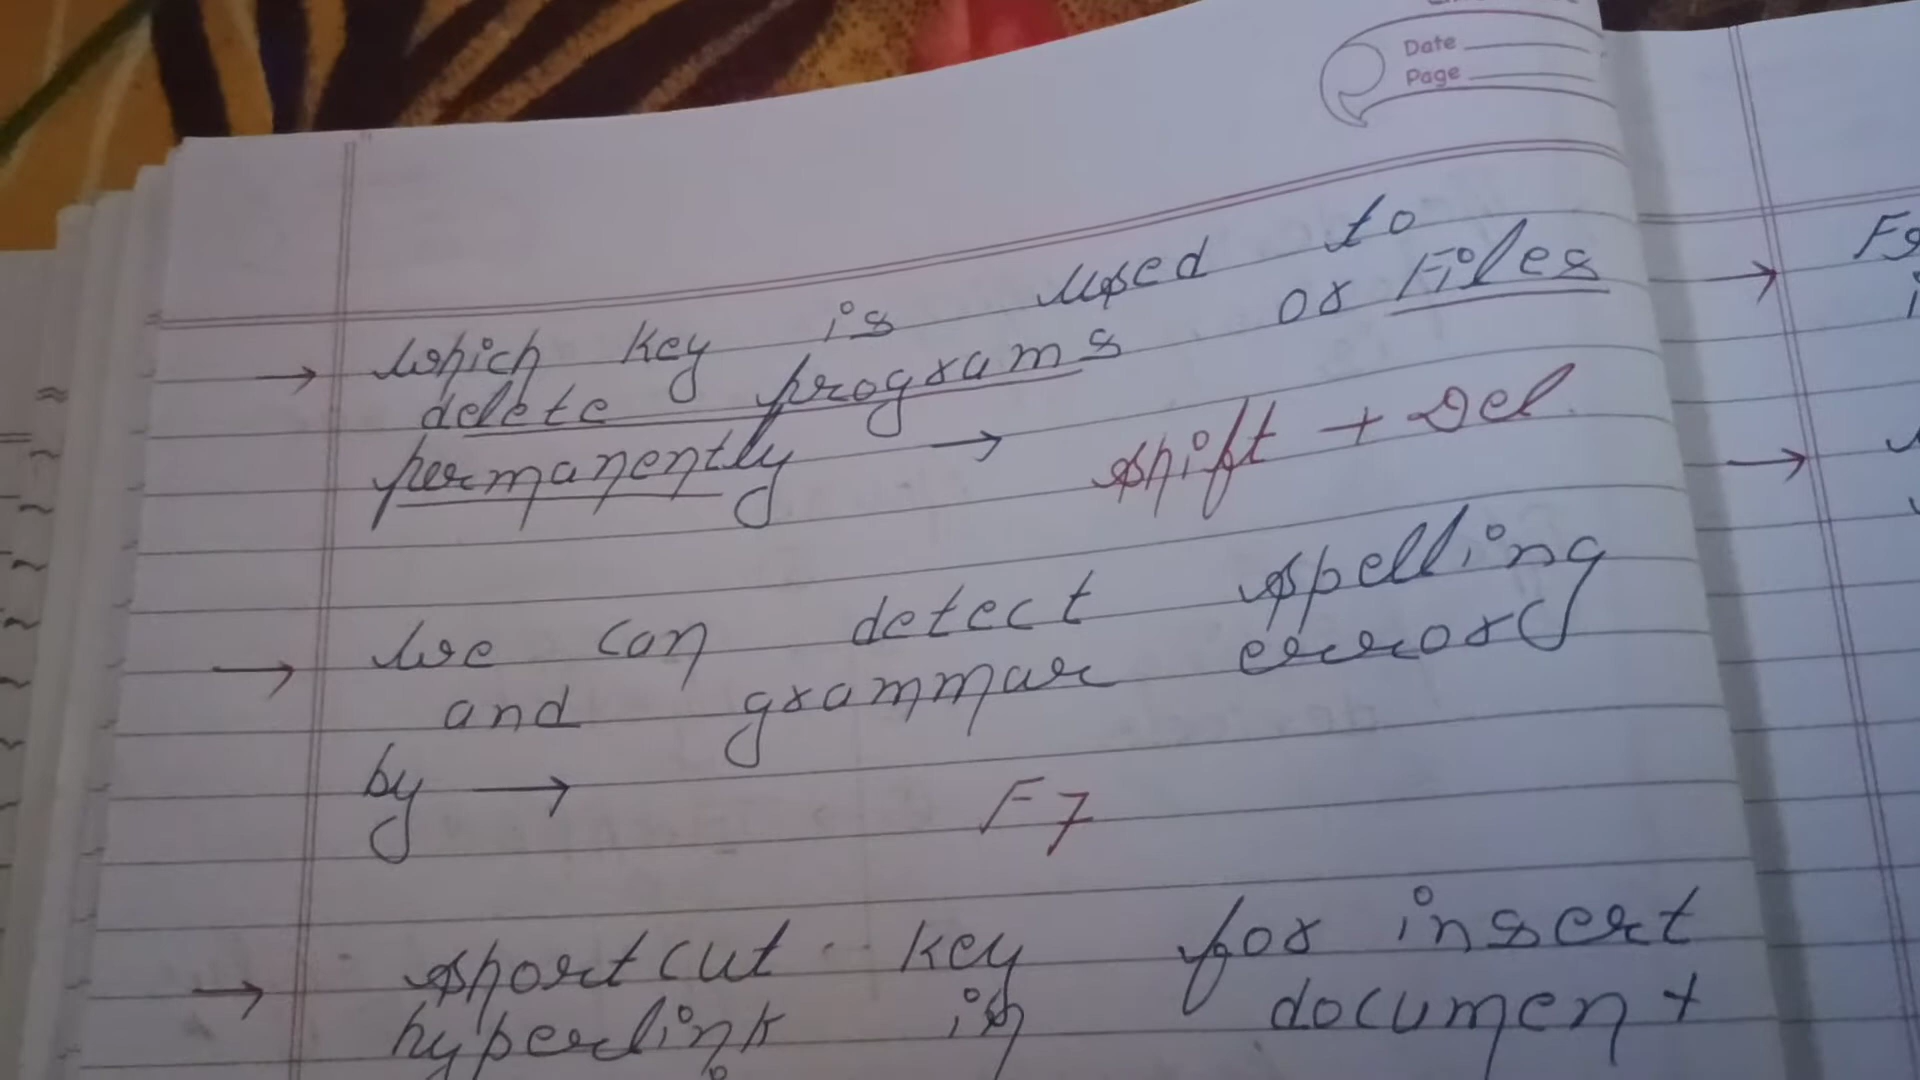 Date
Page
→ which key is used to
delete programs or Files
permanently → shift + Del
→ we can detect spelling
and grammar error
by → F7
→ shortcut key for insert
hyperlink in document
→
→